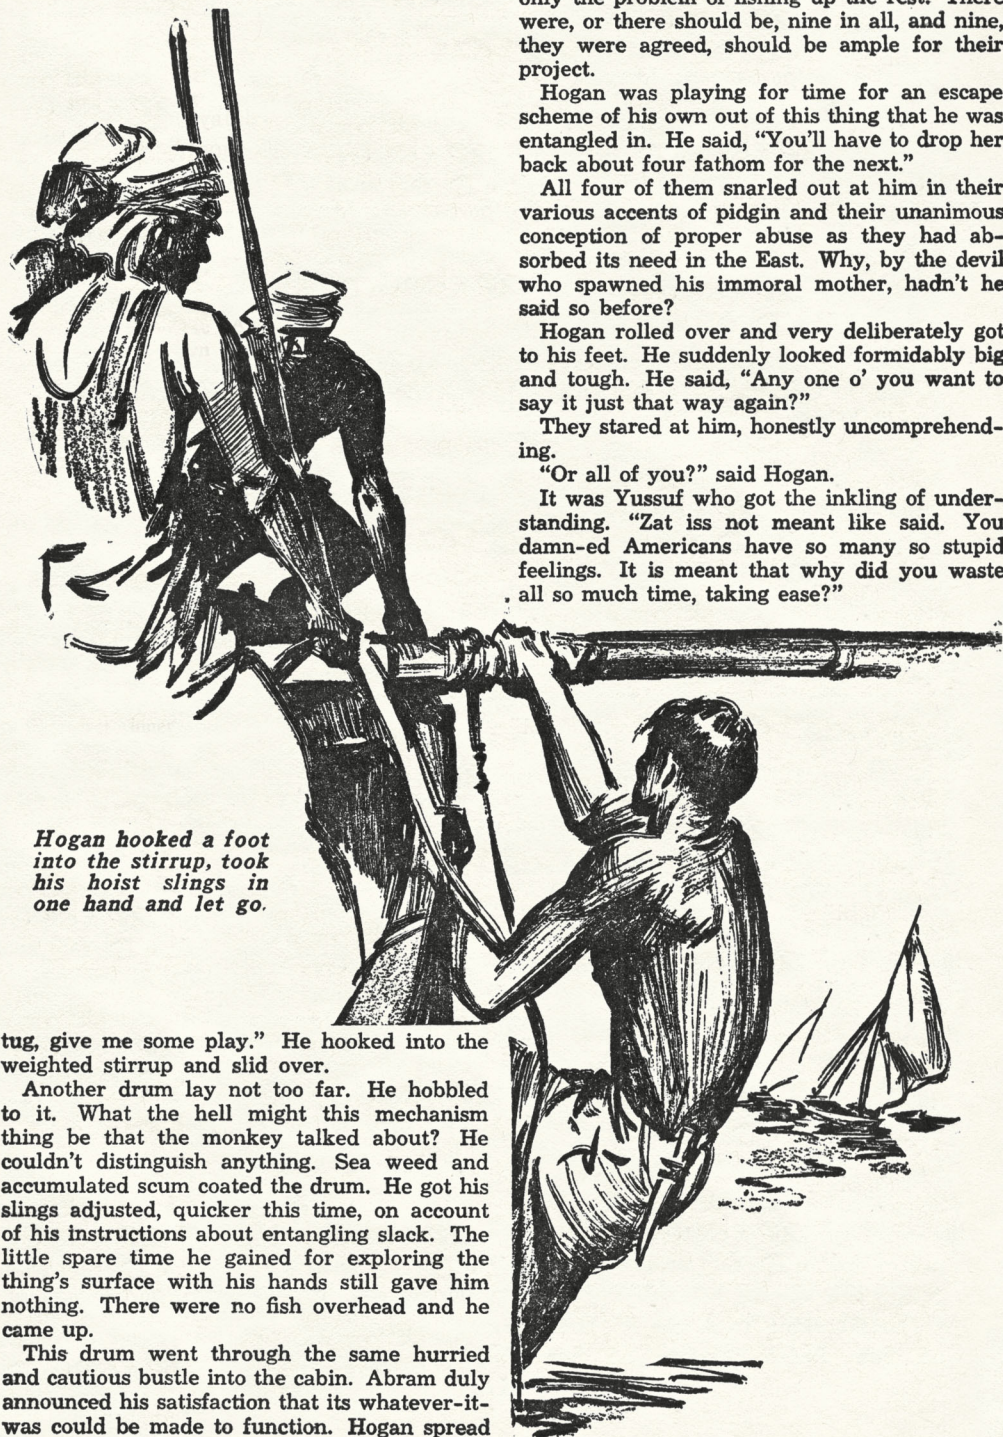 Hogan hooked a foot
into the stirrup, took
his hoist slings in
one hand and let go.
tug, give me some play.” He hooked into the
weighted stirrup and slid over.
Another drum lay not too far. He hobbled
to it. What the hell might this mechanism
thing be that the monkey talked about? He
couldn’t distinguish anything. Sea weed and
accumulated scum coated the drum. He got his
slings adjusted, quicker this time, on account
of his instructions about entangling slack. The
little spare time he gained for exploring the
thing’s surface with his hands still gave him
nothing. There were no fish overhead and he
came up.
This drum went through the same hurried
and cautious bustle into the cabin. Abram duly
announced his satisfaction that its whatever-it-
was could be made to function. Hogan spread
only the problem of fishing up the rest. There
were, or there should be, nine in all, and nine,
they were agreed, should be ample for their
project.
Hogan was playing for time for an escape
scheme of his own out of this thing that he was
entangled in. He said, “You’ll have to drop her
back about four fathom for the next.”
All four of them snarled out at him in their
various accents of pidgin and their unanimous
conception of proper abuse as they had ab-
sorbed its need in the East. Why, by the devil
who spawned his immoral mother, hadn’t he
said so before?
Hogan rolled over and very deliberately got
to his feet. He suddenly looked formidably big
and tough. He said, “Any one o’ you want to
say it just that way again?”
They stared at him, honestly uncomprehend-
ing.
“Or all of you?” said Hogan.
It was Yussuf who got the inkling of under-
standing. “Zat iss not meant like said. You
damn-ed Americans have so many so stupid
feelings. It is meant that why did you waste
all so much time, taking ease?”